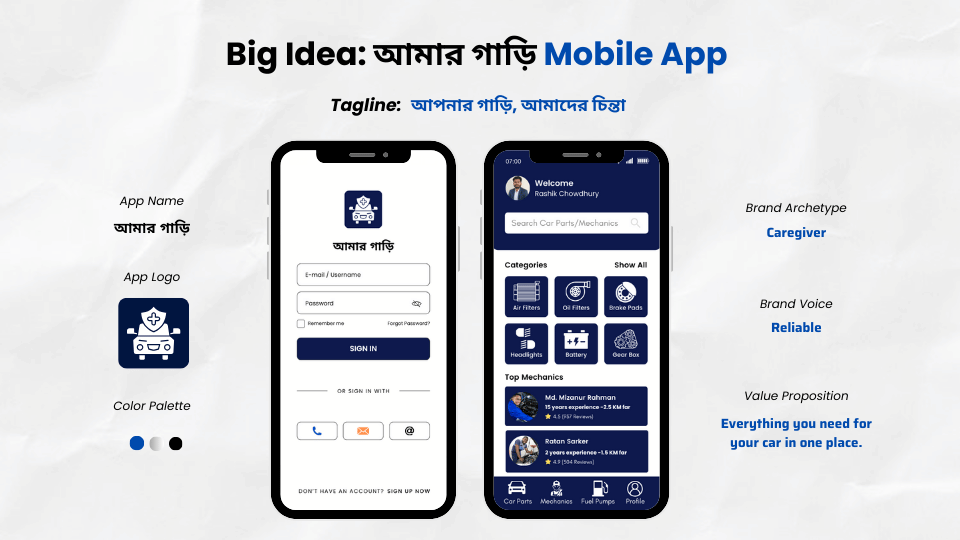 Big Idea: আমার গাড়ি Mobile App
Tagline: আপনার গাড়ি, আমাদের চিন্তা
App Name
আমার গাড়ি
App Logo
Color Palette
আমার গাড়ি
E-mail / Username
Password
Remember me
Forgot Password?
SIGN IN
OR SIGN IN WITH
@
DON'T HAVE AN ACCOUNT? SIGN UP NOW
07:00
Welcome
Rashik Chowdhury
Search Car Parts/Mechanics
Categories
Show All
Air Filters
Oil Filters
Brake Pads
Headlights
Battery
Gear Box
Top Mechanics
Md. Mizanur Rahman
15 years experience -2.5 KM far
4.5 (957 Reviews)
Ratan Sarker
2 years experience -1.5 KM far
4.9 (504 Reviews)
Car Parts
Mechanics
Fuel Pumps
Profile
Brand Archetype
Caregiver
Brand Voice
Reliable
Value Proposition
Everything you need for
your car in one place.